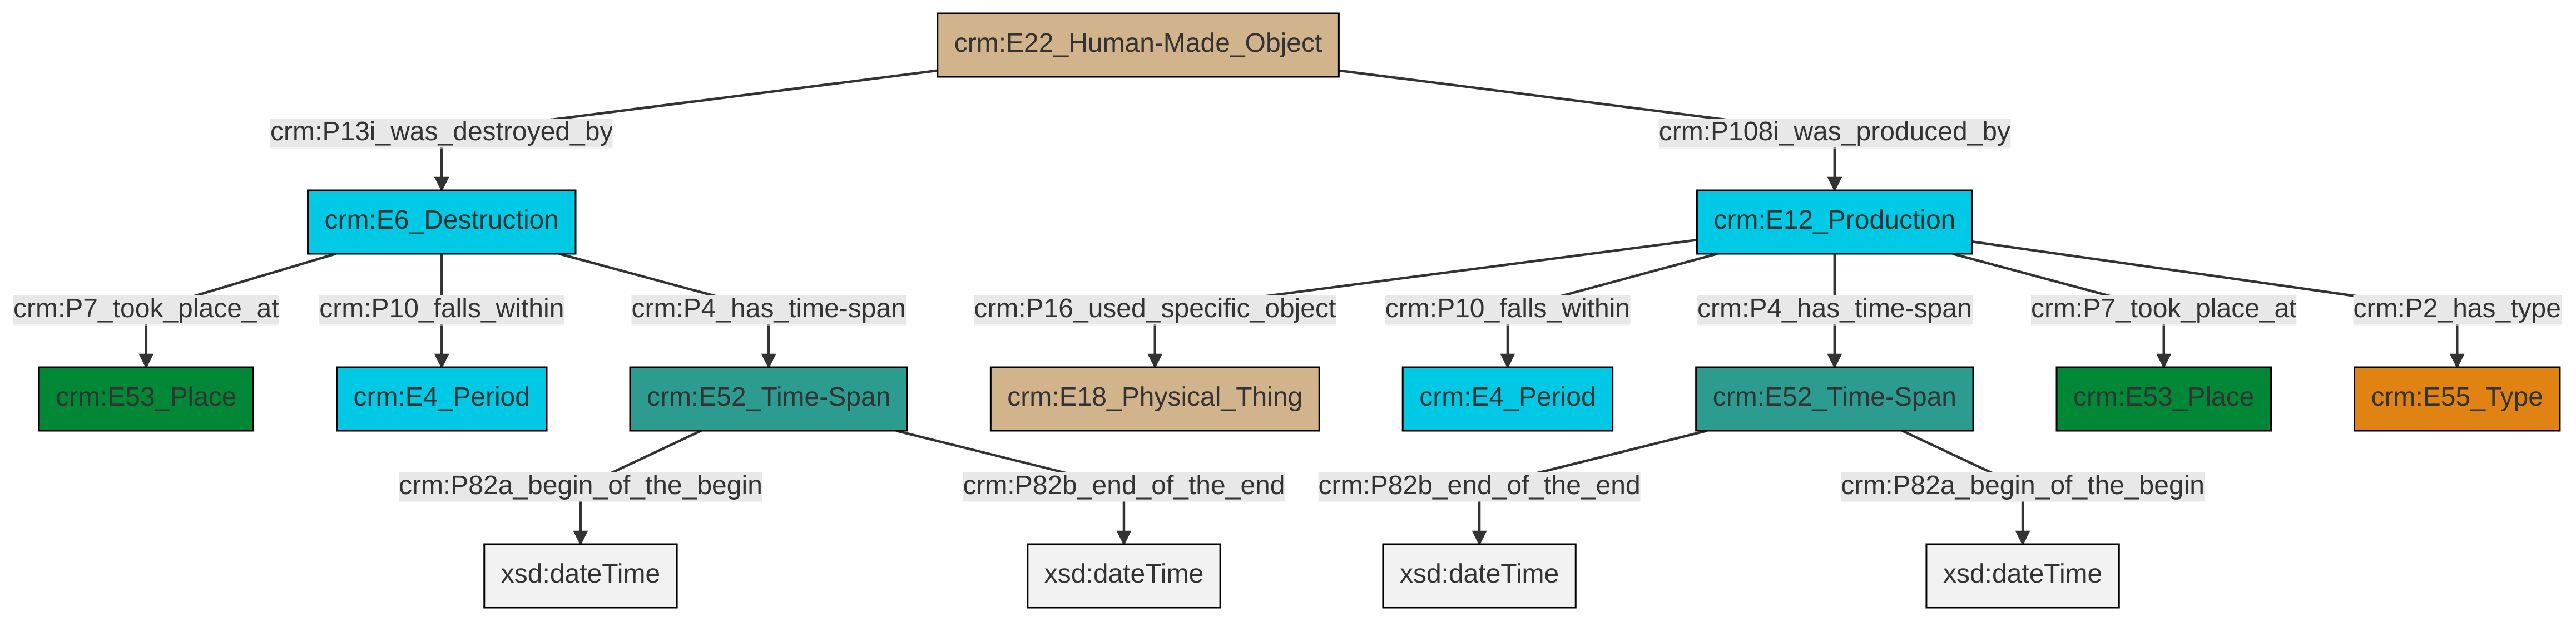 crm:E22_Human-Made_Object
crm:P13i_was_destroyed_by
crm:P108i_was_produced_by
crm:E6_Destruction
crm:E12_Production
crm:P7_took_place_at
crm:P10_falls_within
crm:P4_has_time-span
crm:P16_used_specific_object
crm:P10_falls_within
crm:P4_has_time-span
crm:P7_took_place_at
crm:P2_has_type
crm:E53_Place
crm:E4_Period
crm:E52_Time-Span
crm:E18_Physical_Thing
crm:E4_Period
crm:E52_Time-Span
crm:E53_Place
crm:E55_Type
crm:P82a_begin_of_the_begin
crm:P82b_end_of_the_end
crm:P82b_end_of_the_end
crm:P82a_begin_of_the_begin
xsd:dateTime
xsd:dateTime
xsd:dateTime
xsd:dateTime